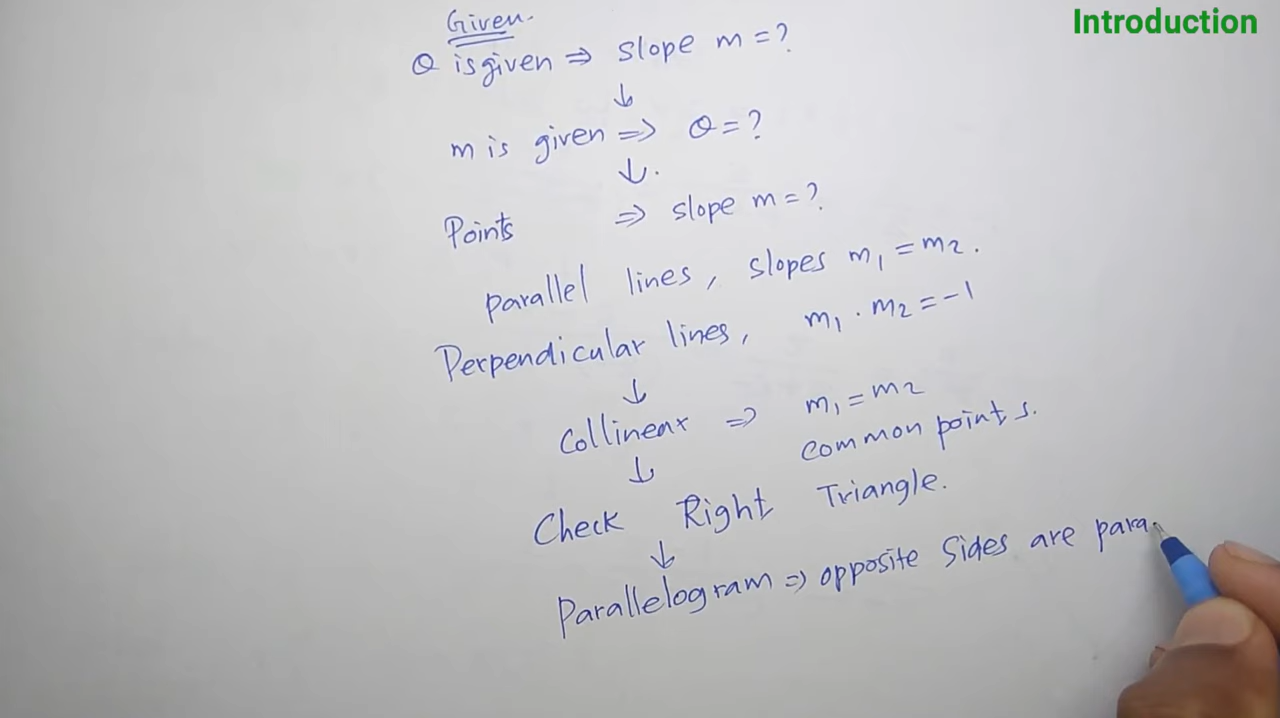 Introduction
Given.
θ is given ⇒ slope m = ?
↓
m is given ⇒ θ = ?
↓.
Points ⇒ slope m = ?
parallel lines, slopes m₁ = m₂.
Perpendicular lines, m₁ . m₂ = -1
↓
Collinear ⇒ m₁ = m₂
common points.
↓
Check Right Triangle.
↓
Parallelogram ⇒ opposite sides are para